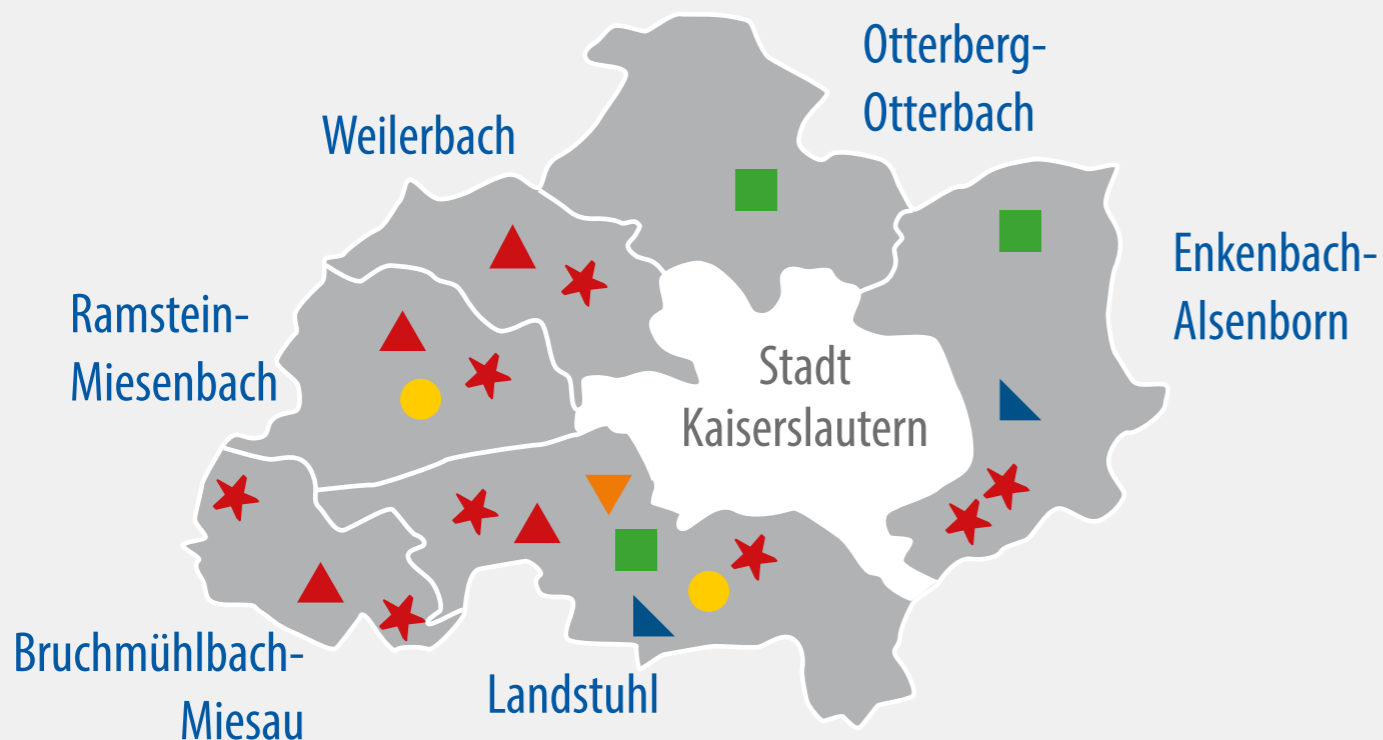 Otterberg-
Otterbach
Weilerbach
Enkenbach-
Alsenborn
Ramstein-
Miesenbach
Stadt
Kaiserslautern
Bruchmühlbach-
Miesau
Landstuhl